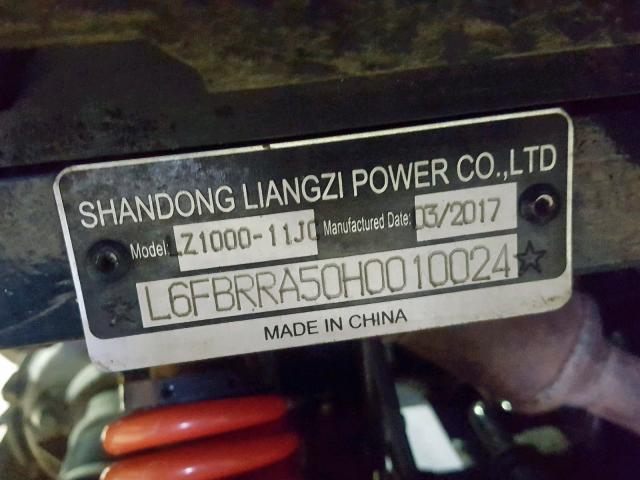 SHANDONG LIANGZI POWER CO.,LTD
Model: LZ1000-11JC Manufactured Date: 03/2017
☆ L6FBRRA50H0010024 ☆
MADE IN CHINA